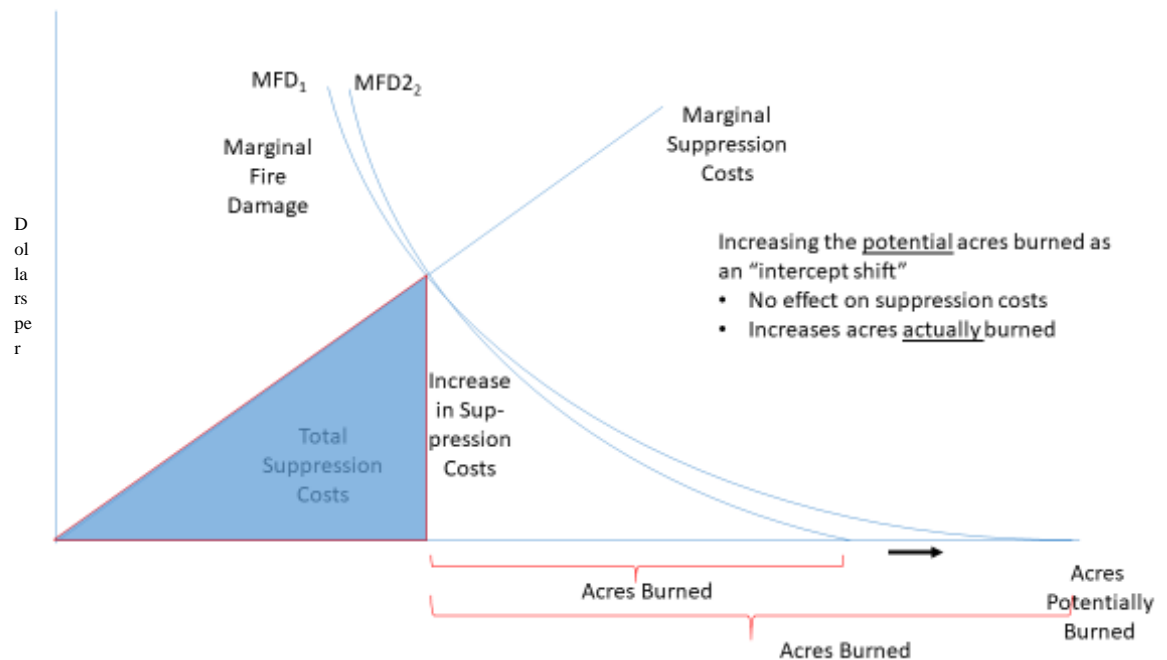 MFD₁
MFD2₂
Marginal
Fire
Damage
Marginal
Suppression
Costs
D
ol
la
rs
pe
r
Increasing the potential acres burned as
an “intercept shift”
• No effect on suppression costs
• Increases acres actually burned
Increase
in Sup-
pression
Costs
Total
Suppression
Costs
Acres Burned
Acres
Potentially
Burned
Acres Burned